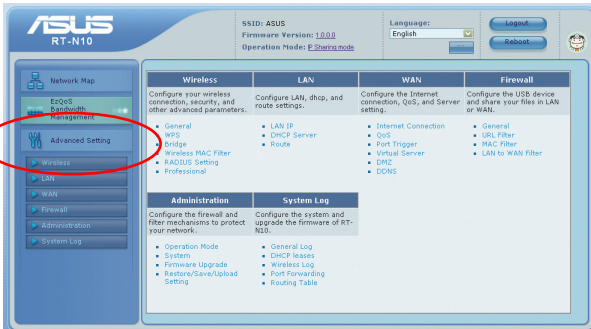 ASUS
RT-N10
SSID: ASUS
Firmware Version: 1.0.0.0
Operation Mode: IP Sharing mode
Language:
English
Logout
Reboot
Network Map
EzQoS
Bandwidth
Management
Advanced Setting
Wireless
LAN
WAN
Firewall
Administration
System Log
Wireless
Configure your wireless
connection, security, and
other advanced parameters.
General
WPS
Bridge
Wireless MAC Filter
RADIUS Setting
Professional
LAN
Configure LAN, dhcp, and
route settings.
LAN IP
DHCP Server
Route
WAN
Configure the Internet
connection, QoS, and Server
setting.
Internet Connection
QoS
Port Trigger
Virtual Server
DMZ
DDNS
Firewall
Configure the USB device
and share your files in LAN
or WAN.
General
URL Filter
MAC Filter
LAN to WAN Filter
Administration
Configure the firewall and
filter mechanisms to protect
your network.
Operation Mode
System
Firmware Upgrade
Restore/Save/Upload
Setting
System Log
Configure the system and
upgrade the firmware of RT-
N10.
General Log
DHCP leases
Wireless Log
Port Forwarding
Routing Table